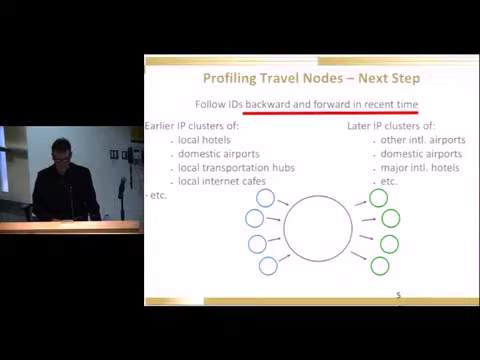 Profiling Travel Nodes – Next Step
Follow IDs backward and forward in recent time
Earlier IP clusters of:
. local hotels
. domestic airports
. local transportation hubs
. local internet cafes
- etc.
Later IP clusters of:
. other intl. airports
. domestic airports
. major intl. hotels
. etc.
5